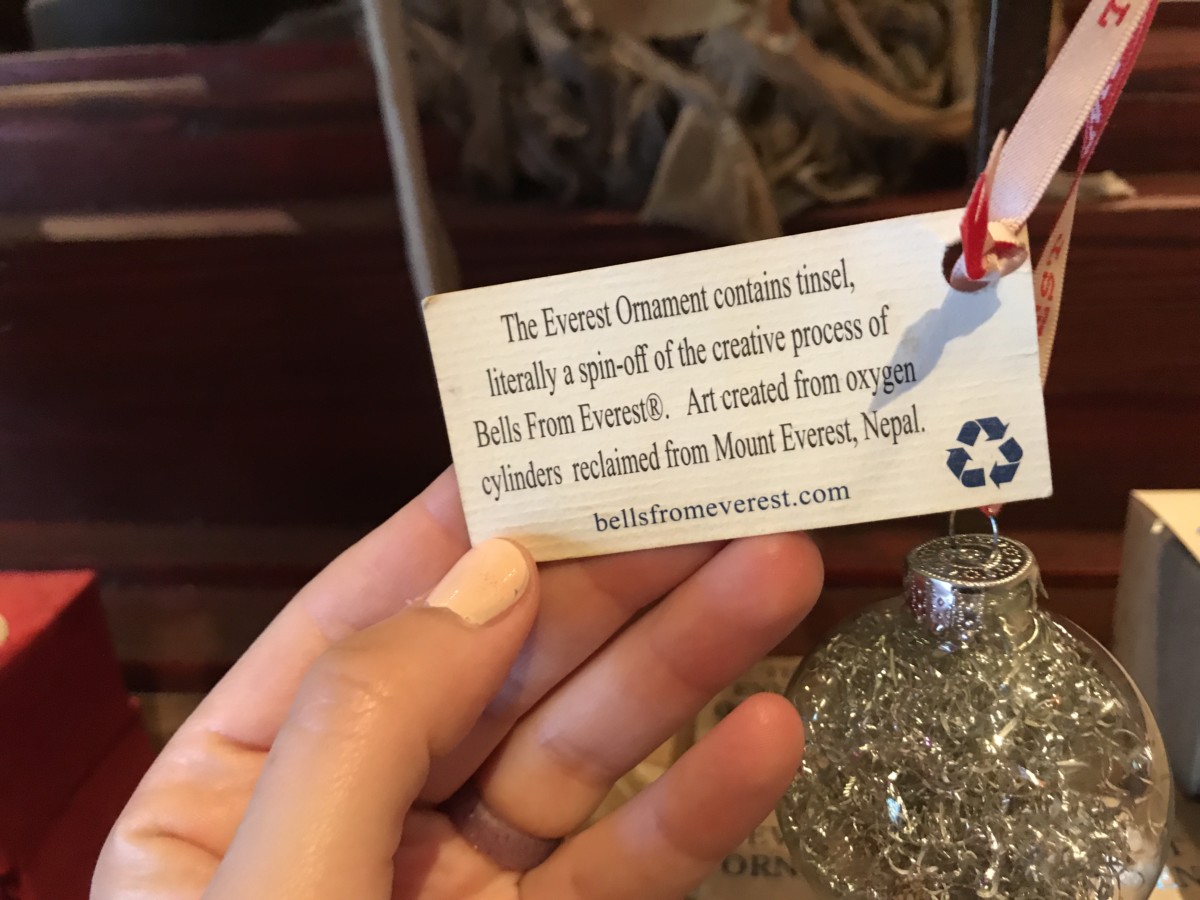 The Everest Ornament contains tinsel,
literally a spin-off of the creative process of
Bells From Everest®. Art created from oxygen
cylinders reclaimed from Mount Everest, Nepal.
bellsfromeverest.com
ORN